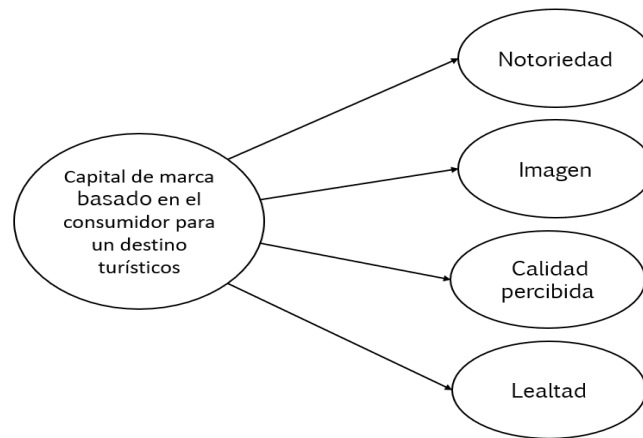 Capital de marca
basado en el
consumidor para
un destino
turísticos
Notoriedad
Imagen
Calidad
percibida
Lealtad